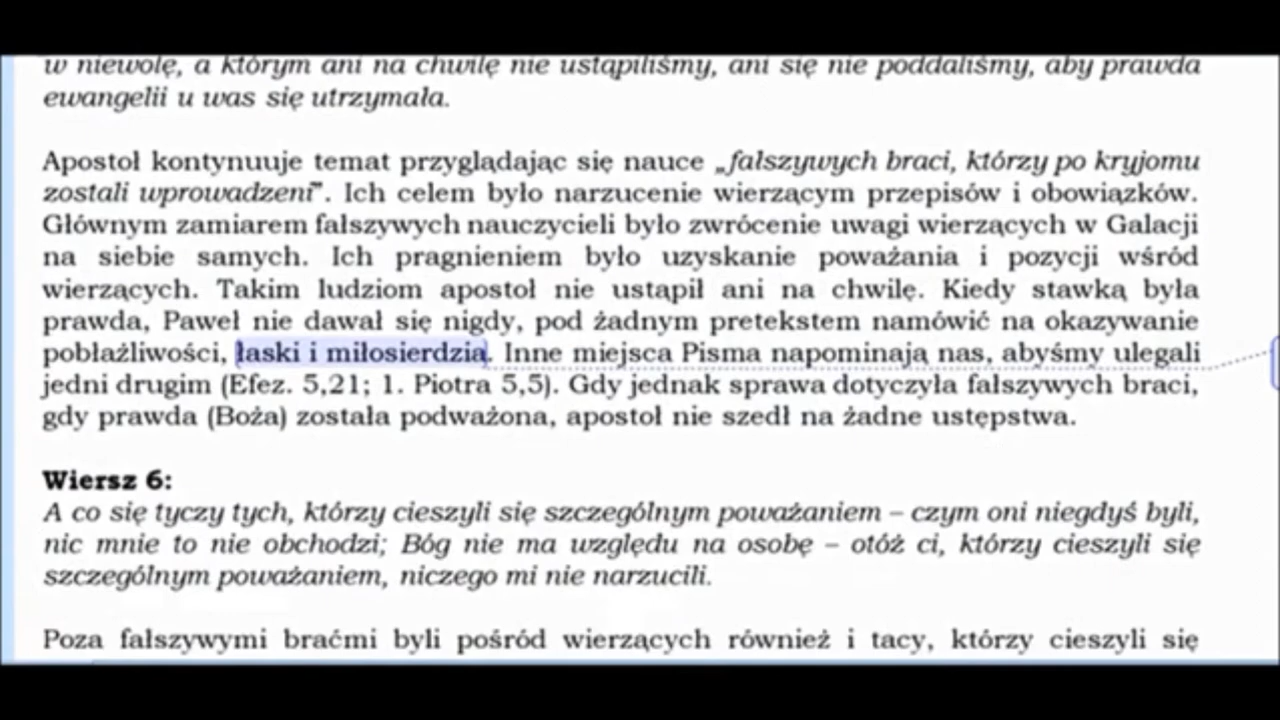 w niewolę, a którym ani na chwilę nie ustąpiliśmy, ani się nie poddaliśmy, aby prawda
ewangelii u was się utrzymała.
Apostoł kontynuuje temat przyglądając się nauce „fałszywych braci, którzy po kryjomu
zostali wprowadzeni”. Ich celem było narzucenie wierzącym przepisów i obowiązków.
Głównym zamiarem fałszywych nauczycieli było zwrócenie uwagi wierzących w Galacji
na siebie samych. Ich pragnieniem było uzyskanie poważania i pozycji wśród
wierzących. Takim ludziom apostoł nie ustąpił ani na chwilę. Kiedy stawką była
prawda, Paweł nie dawał się nigdy, pod żadnym pretekstem namówić na okazywanie
pobłażliwości, łaski i miłosierdzia. Inne miejsca Pisma napominają nas, abyśmy ulegali
jedni drugim (Efez. 5,21; 1. Piotra 5,5). Gdy jednak sprawa dotyczyła fałszywych braci,
gdy prawda (Boża) została podważona, apostoł nie szedł na żadne ustępstwa.
Wiersz 6:
A co się tyczy tych, którzy cieszyli się szczególnym poważaniem – czym oni niegdyś byli,
nic mnie to nie obchodzi; Bóg nie ma względu na osobę – otóż ci, którzy cieszyli się
szczególnym poważaniem, niczego mi nie narzucili.
Poza fałszywymi braćmi byli pośród wierzących również i tacy, którzy cieszyli się